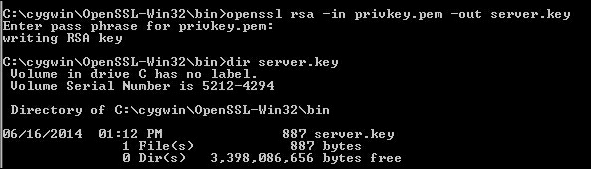 C:\cygwin\OpenSSL-Win32\bin>openssl rsa -in privkey.pem -out server.key
Enter pass phrase for privkey.pem:
writing RSA key
C:\cygwin\OpenSSL-Win32\bin>dir server.key
Volume in drive C has no label.
Volume Serial Number is 5212-4294
Directory of C:\cygwin\OpenSSL-Win32\bin
06/16/2014 01:12 PM 887 server.key
1 File(s) 887 bytes
0 Dir(s) 3,398,086,656 bytes free